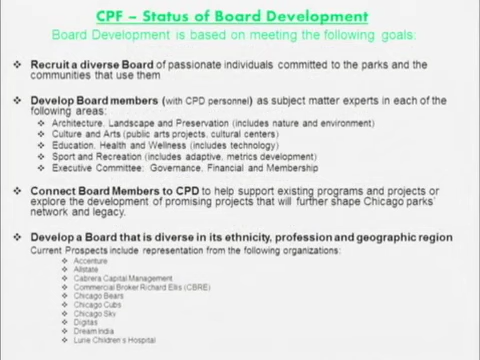 CPF – Status of Board Development
Board Development is based on meeting the following goals:
❖ Recruit a diverse Board of passionate individuals committed to the parks and the
communities that use them
❖ Develop Board members (with CPD personnel) as subject matter experts in each of the
following areas:
❖ Architecture, Landscape and Preservation (includes nature and environment)
❖ Culture and Arts (public arts projects, cultural centers)
❖ Education, Health and Wellness (includes technology)
❖ Sport and Recreation (includes adaptive, metrics development)
❖ Executive Committee: Governance, Financial and Membership
❖ Connect Board Members to CPD to help support existing programs and projects or
explore the development of promising projects that will further shape Chicago parks'
network and legacy.
❖ Develop a Board that is diverse in its ethnicity, profession and geographic region
Current Prospects include representation from the following organizations:
❖ Accenture
❖ Allstate
❖ Cabrera Capital Management
❖ Commercial Broker Richard Ellis (CBRE)
❖ Chicago Bears
❖ Chicago Cubs
❖ Chicago Sky
❖ Digitas
❖ Dream India
❖ Lurie Children's Hospital